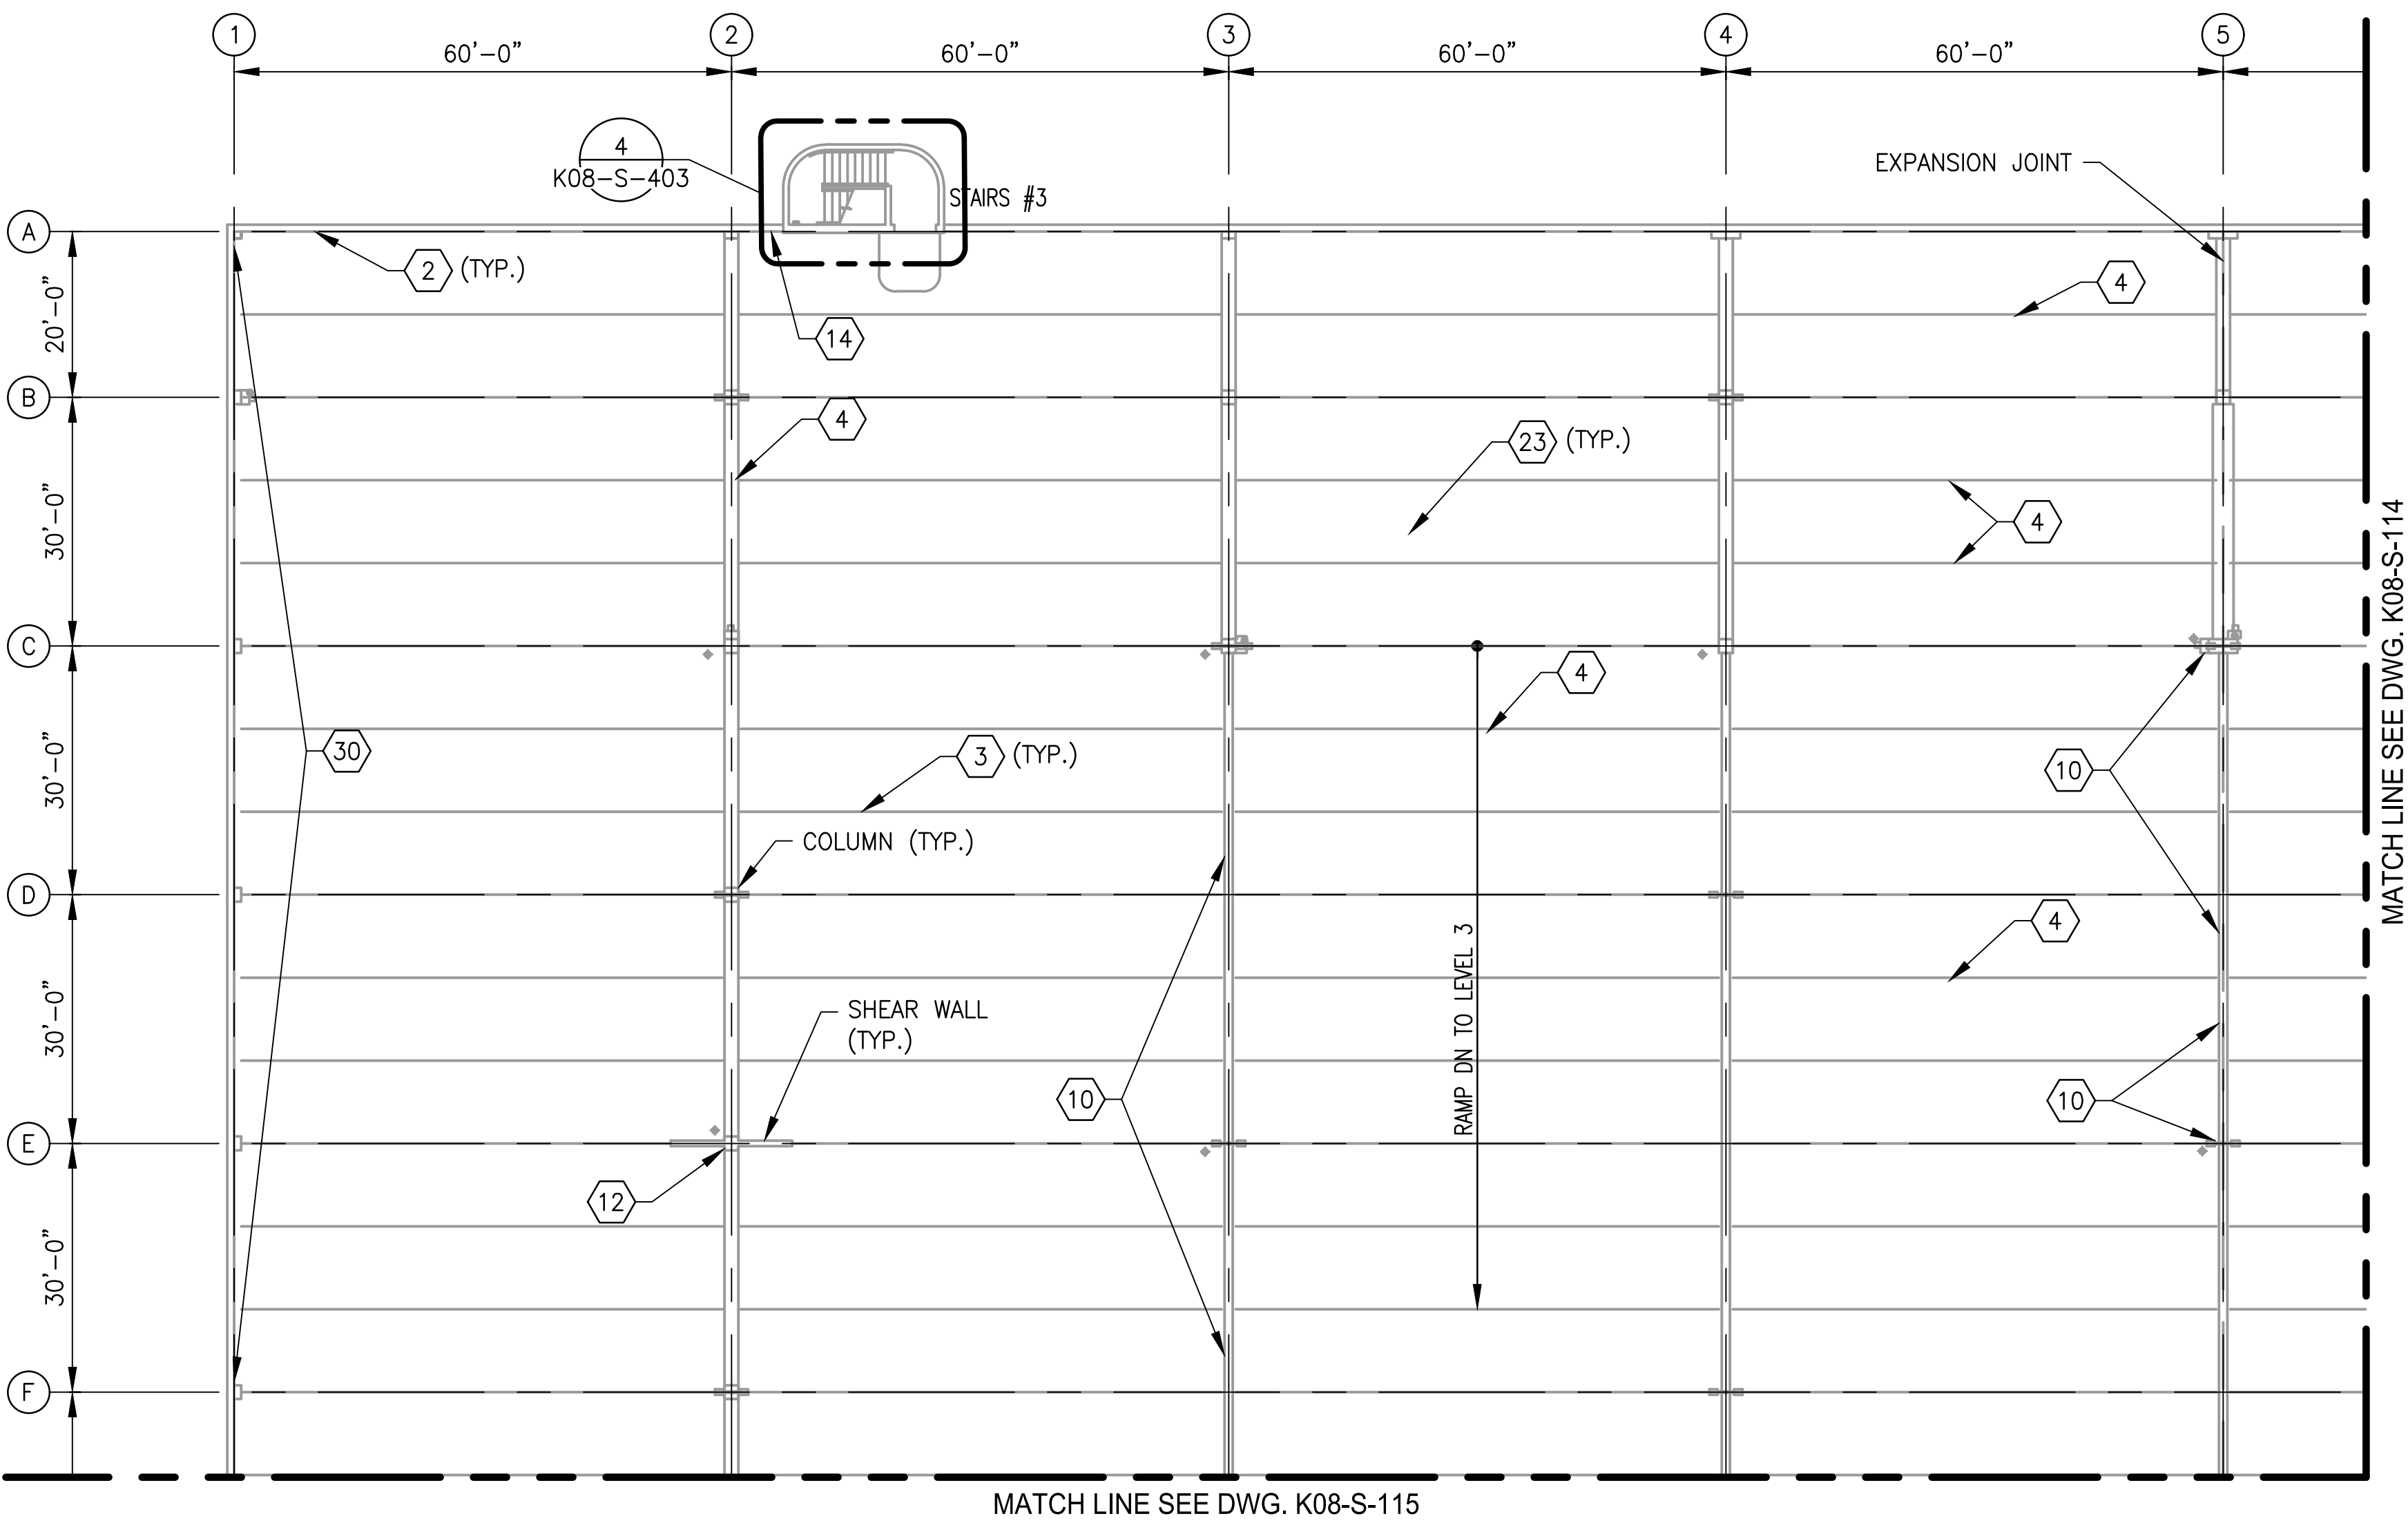 1
2
3
4
5
60'-0"
60'-0"
60'-0"
60'-0"
4
K08-S-403
STAIRS #3
EXPANSION JOINT
A
2 (TYP.)
4
20'-0"
14
B
4
23 (TYP.)
30'-0"
4
MATCH LINE SEE DWG. K08-S-114
C
4
30
3 (TYP.)
10
30'-0"
COLUMN (TYP.)
D
4
RAMP DN TO LEVEL 3
30'-0"
SHEAR WALL
(TYP.)
10
10
E
12
30'-0"
F
MATCH LINE SEE DWG. K08-S-115